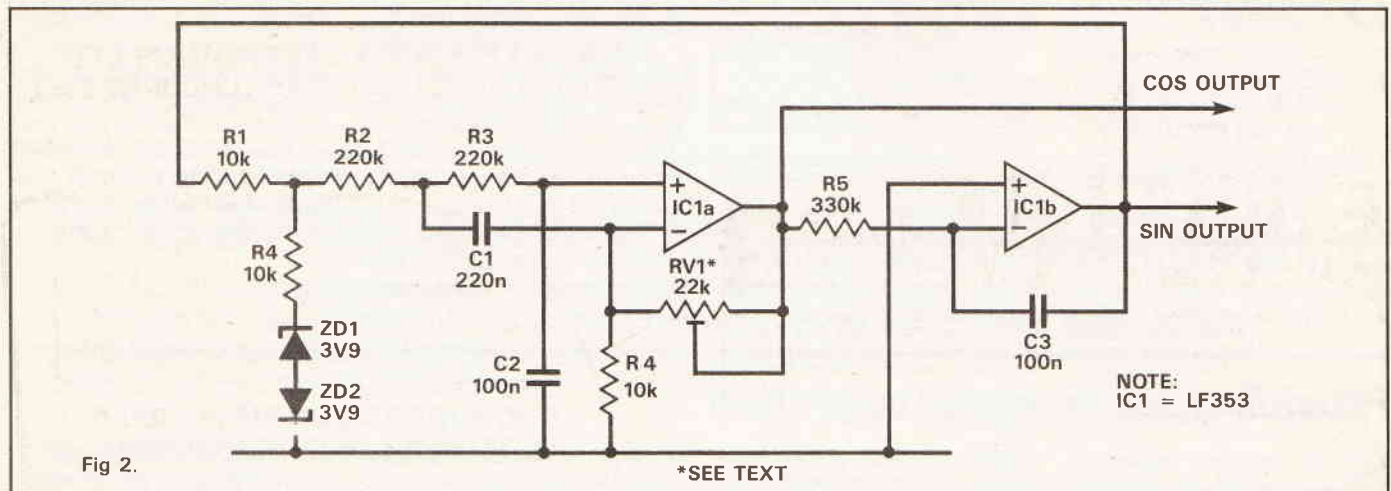 COS OUTPUT
R1
10k
R2
220k
R3
220k
R4
10k
C1
220n
+
IC1a
−
RV1*
22k
R5
330k
+
IC1b
−
SIN OUTPUT
ZD1
3V9
ZD2
3V9
C2
100n
R4
10k
C3
100n
NOTE:
IC1 = LF353
Fig 2.
*SEE TEXT